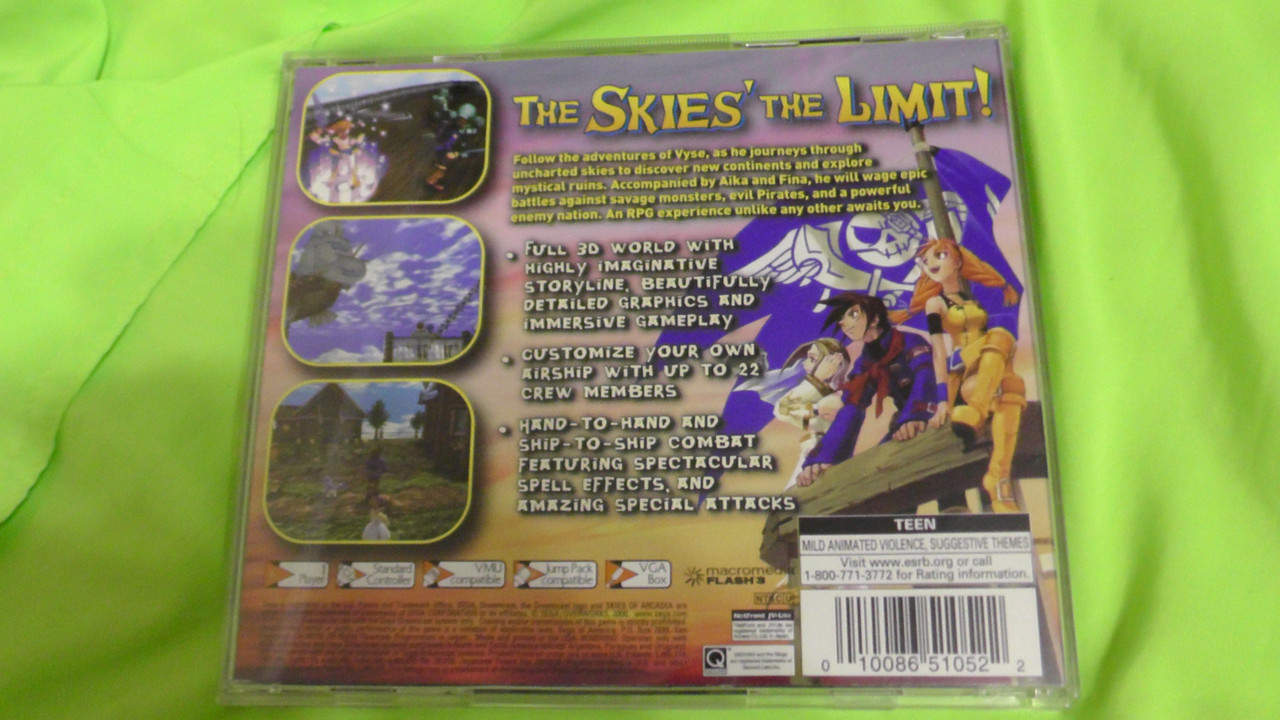 THE SKIES' THE LIMIT!
Follow the adventures of Vyse, as he journeys through
uncharted skies to discover new continents and explore
mystical ruins. Accompanied by Aika and Fina, he will wage epic
battles against savage monsters, evil Pirates, and a powerful
enemy nation. An RPG experience unlike any other awaits you.
• FULL 3D WORLD WITH
HIGHLY IMAGINATIVE
STORYLINE, BEAUTIFULLY
DETAILED GRAPHICS AND
IMMERSIVE GAMEPLAY
• CUSTOMIZE YOUR OWN
AIRSHIP WITH UP TO 22
CREW MEMBERS
• HAND-TO-HAND AND
SHIP-TO-SHIP COMBAT
FEATURING SPECTACULAR
SPELL EFFECTS, AND
AMAZING SPECIAL ATTACKS
TEEN
MILD ANIMATED VIOLENCE, SUGGESTIVE THEMES
Visit www.esrb.org or call
1-800-771-3772 for Rating information.
Player
Standard
Controller
VMU
compatible
Jump Pack
compatible
VGA
Box
macromedia
FLASH 3
NTSC U/C
0 10086 51052 2